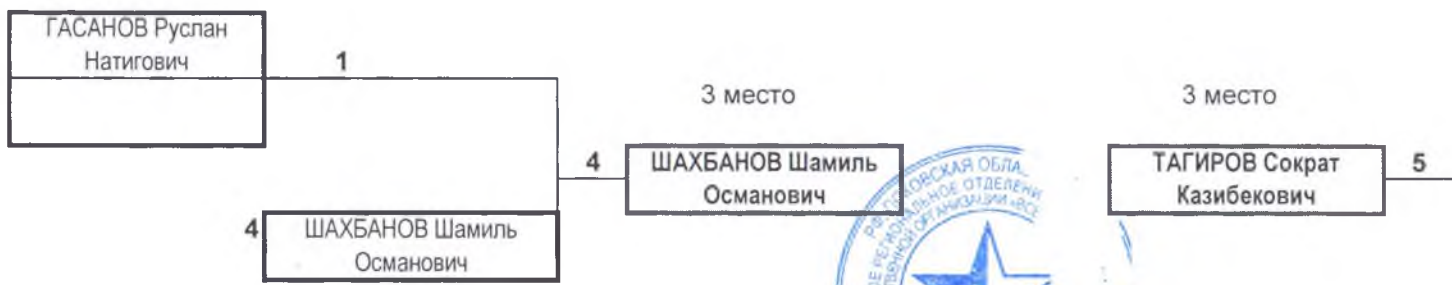 ГАСАНОВ Руслан
Натигович
1
3 место
3 место
4
ШАХБАНОВ Шамиль
Османович
ТАГИРОВ Сократ
Казибекович
5
4
ШАХБАНОВ Шамиль
Османович